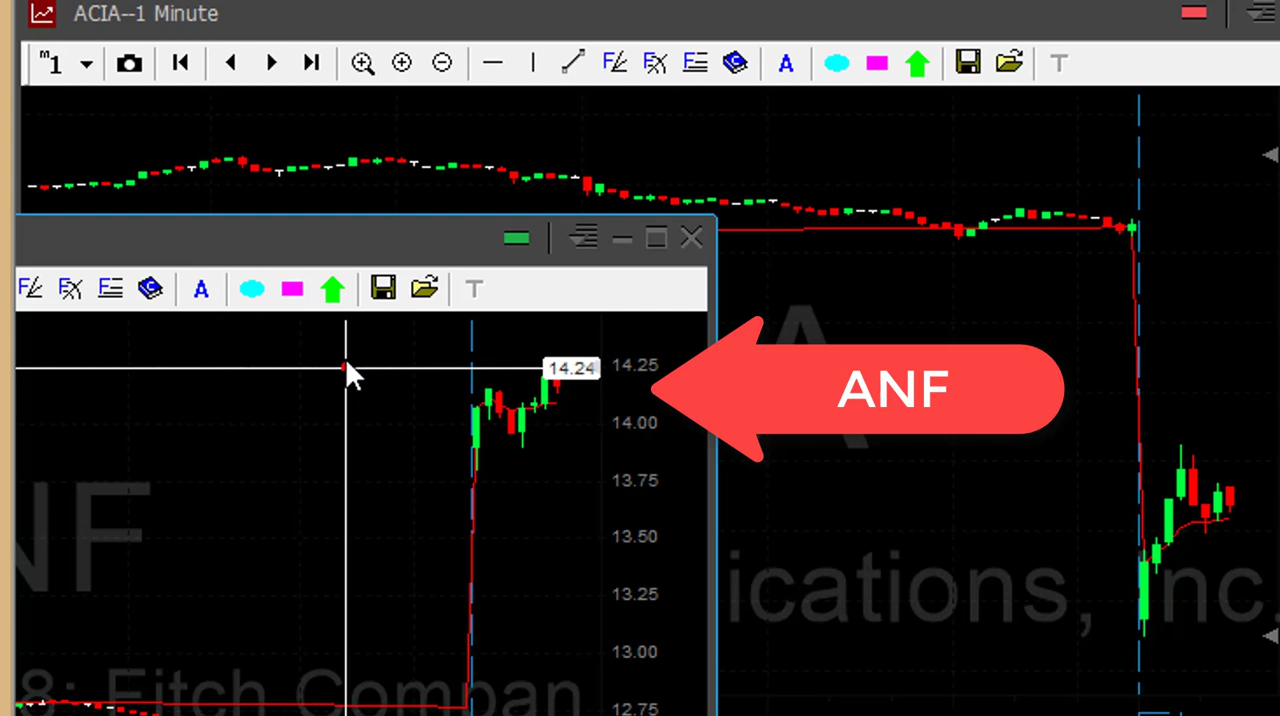 ACIA--1 Minute
m1
A
A
T
A
T
14.24
14.25
14.00
13.75
13.50
13.25
13.00
12.75
ANF
NF
8: Fitch Compan
A
ications, Inc.